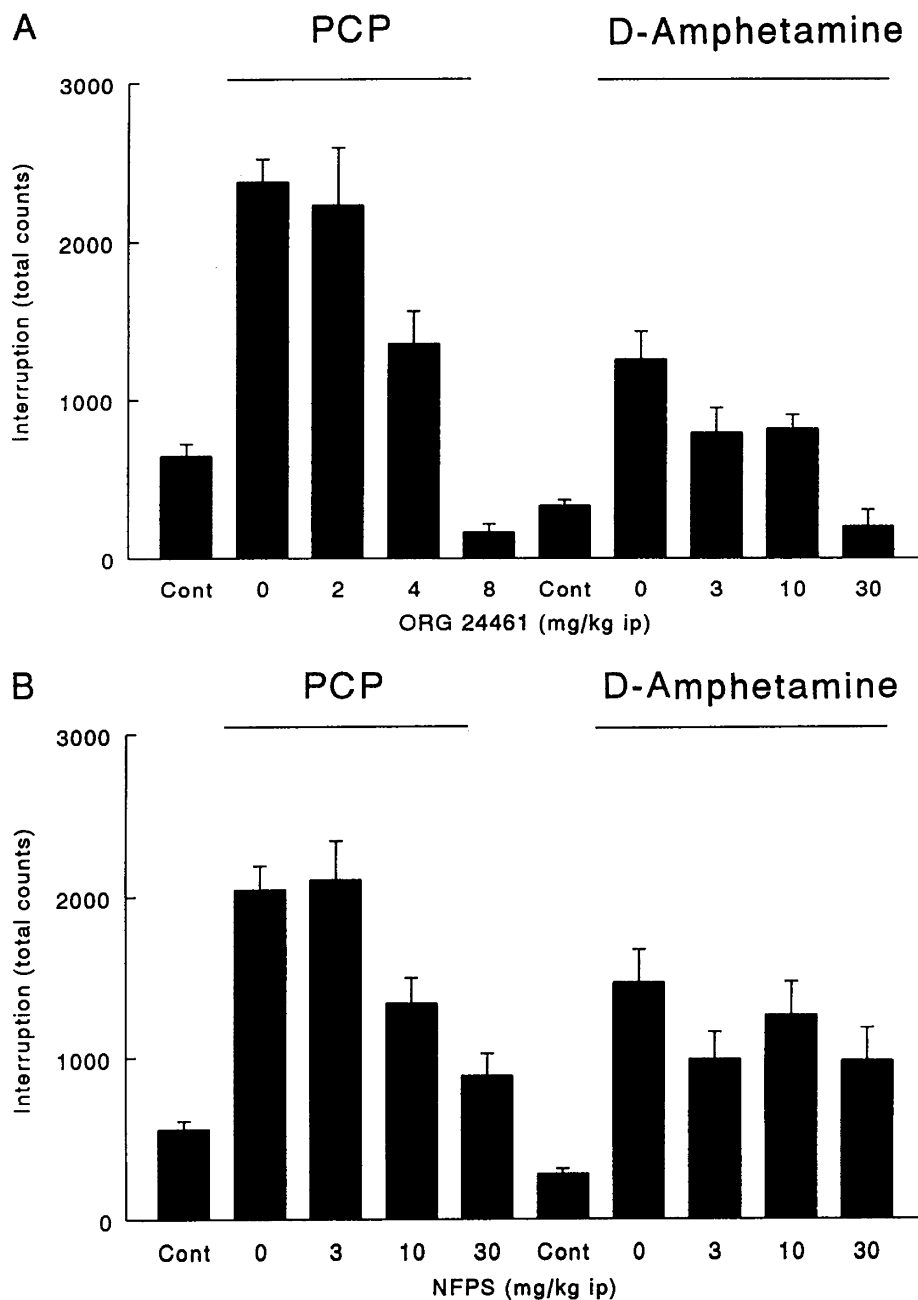 A
PCP
D-Amphetamine
Interruption (total counts)
3000
2000
1000
0
Cont 0 2 4 8 Cont 0 3 10 30
ORG 24461 (mg/kg ip)
B
PCP
D-Amphetamine
Interruption (total counts)
3000
2000
1000
0
Cont 0 3 10 30 Cont 0 3 10 30
NFPS (mg/kg ip)